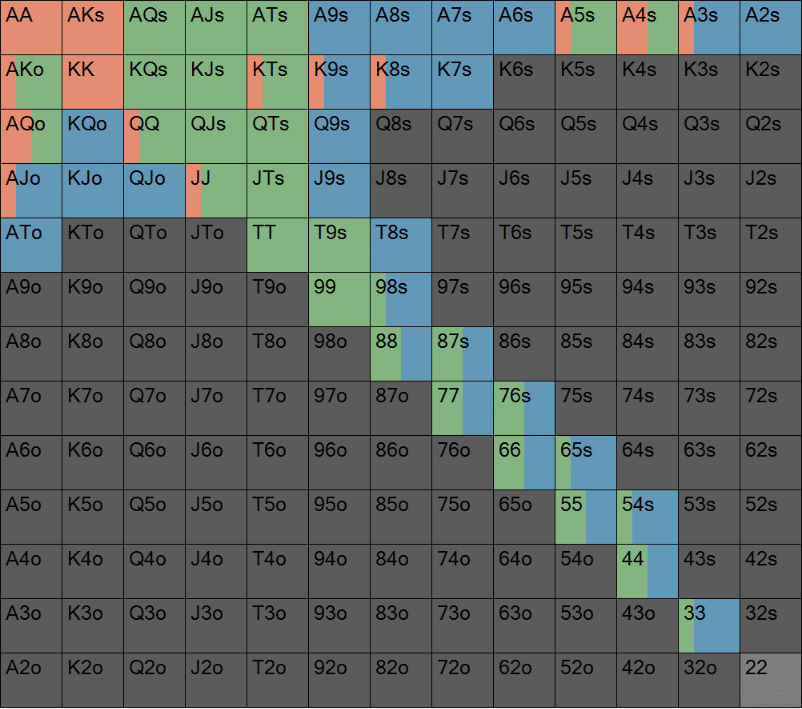 AA AKs AQs AJs ATs A9s A8s A7s A6s A5s A4s A3s A2s
AKo KK KQs KJs KTs K9s K8s K7s K6s K5s K4s K3s K2s
AQo KQo QQ QJs QTs Q9s Q8s Q7s Q6s Q5s Q4s Q3s Q2s
AJo KJo QJo JJ JTs J9s J8s J7s J6s J5s J4s J3s J2s
ATo KTo QTo JTo TT T9s T8s T7s T6s T5s T4s T3s T2s
A9o K9o Q9o J9o T9o 99 98s 97s 96s 95s 94s 93s 92s
A8o K8o Q8o J8o T8o 98o 88 87s 86s 85s 84s 83s 82s
A7o K7o Q7o J7o T7o 97o 87o 77 76s 75s 74s 73s 72s
A6o K6o Q6o J6o T6o 96o 86o 76o 66 65s 64s 63s 62s
A5o K5o Q5o J5o T5o 95o 85o 75o 65o 55 54s 53s 52s
A4o K4o Q4o J4o T4o 94o 84o 74o 64o 54o 44 43s 42s
A3o K3o Q3o J3o T3o 93o 83o 73o 63o 53o 43o 33 32s
A2o K2o Q2o J2o T2o 92o 82o 72o 62o 52o 42o 32o 22